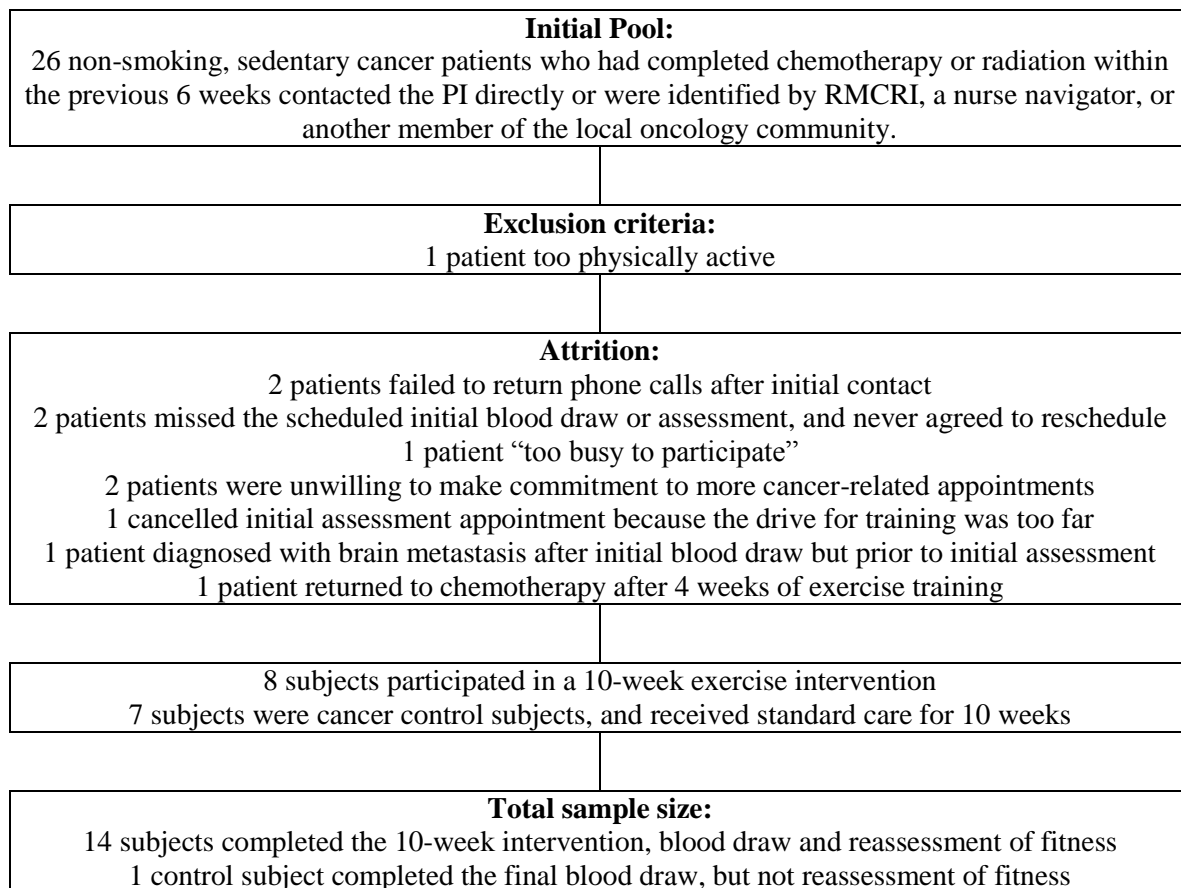 Initial Pool:
26 non-smoking, sedentary cancer patients who had completed chemotherapy or radiation within
the previous 6 weeks contacted the PI directly or were identified by RMCRI, a nurse navigator, or
another member of the local oncology community.
Exclusion criteria:
1 patient too physically active
Attrition:
2 patients failed to return phone calls after initial contact
2 patients missed the scheduled initial blood draw or assessment, and never agreed to reschedule
1 patient “too busy to participate”
2 patients were unwilling to make commitment to more cancer-related appointments
1 cancelled initial assessment appointment because the drive for training was too far
1 patient diagnosed with brain metastasis after initial blood draw but prior to initial assessment
1 patient returned to chemotherapy after 4 weeks of exercise training
8 subjects participated in a 10-week exercise intervention
7 subjects were cancer control subjects, and received standard care for 10 weeks
Total sample size:
14 subjects completed the 10-week intervention, blood draw and reassessment of fitness
1 control subject completed the final blood draw, but not reassessment of fitness